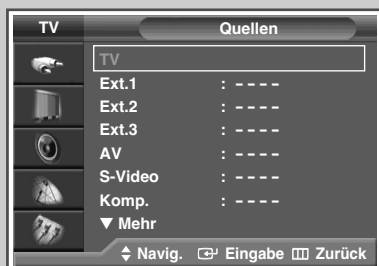 TV Quellen
TV
Ext.1 : - - - -
Ext.2 : - - - -
Ext.3 : - - - -
AV : - - - -
S-Video : - - - -
Komp. : - - - -
▼ Mehr
Navig. Eingabe Zurück